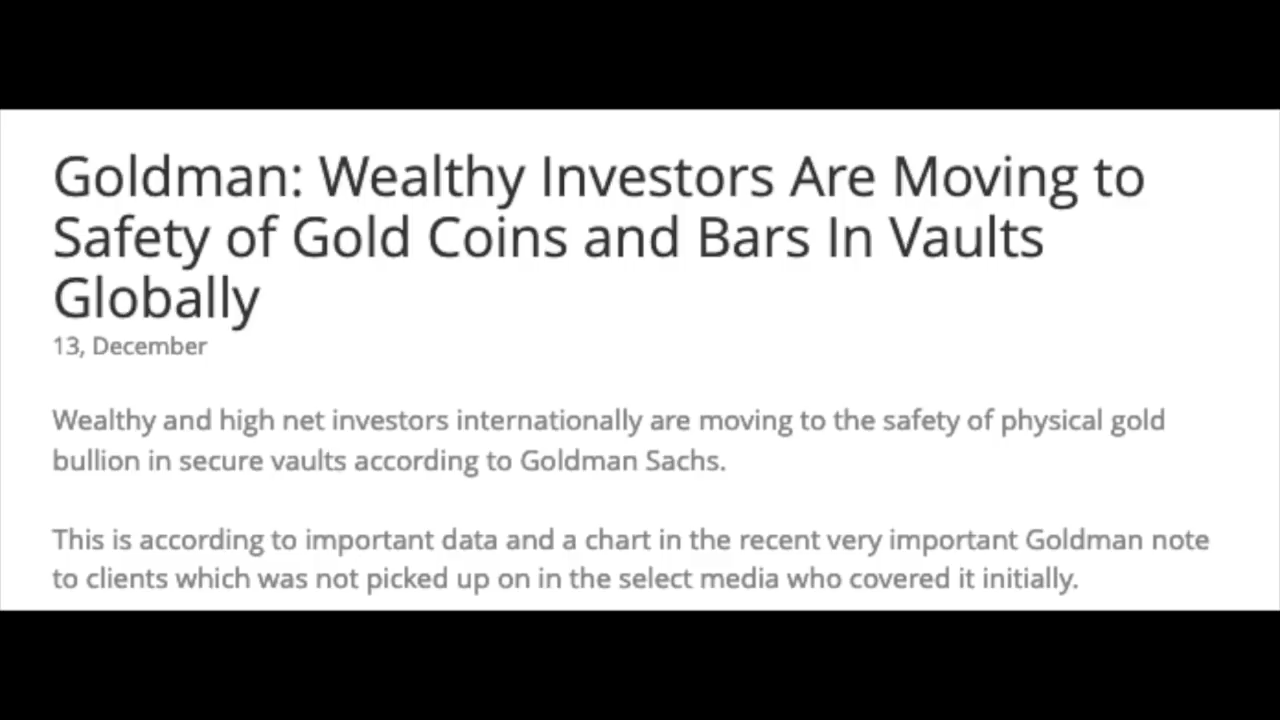 Goldman: Wealthy Investors Are Moving to
Safety of Gold Coins and Bars In Vaults
Globally
13, December
Wealthy and high net investors internationally are moving to the safety of physical gold
bullion in secure vaults according to Goldman Sachs.
This is according to important data and a chart in the recent very important Goldman note
to clients which was not picked up on in the select media who covered it initially.